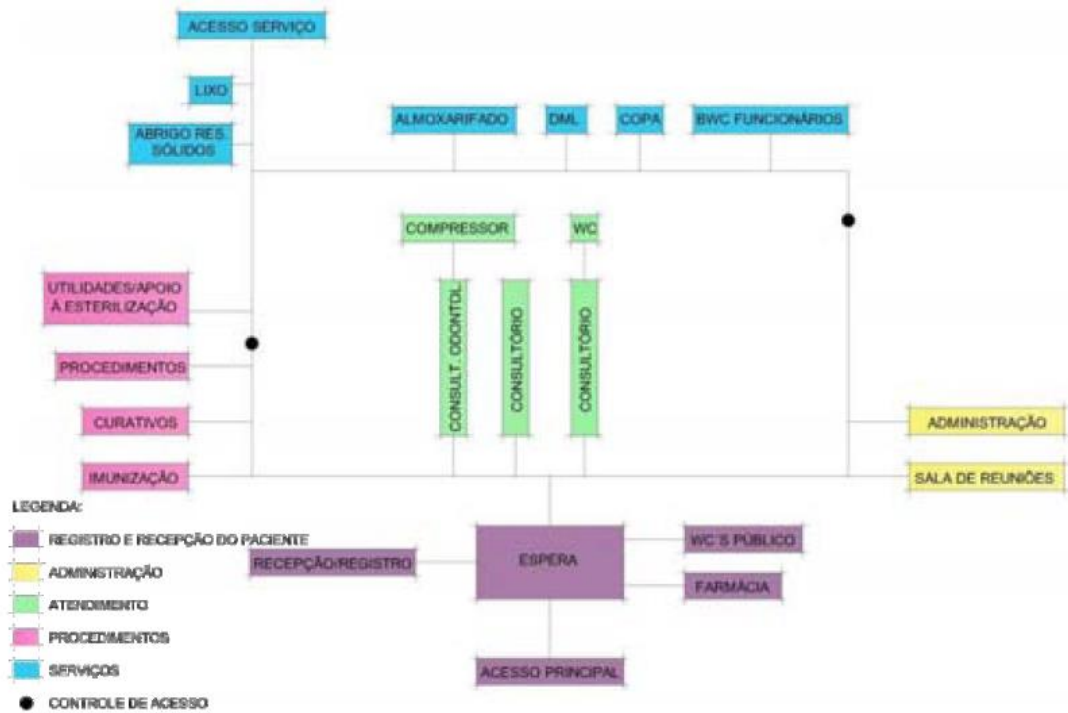 ACESSO SERVIÇO
LIXO
ABRIGO RES.
SÓLIDOS
ALMOXARIFADO
DML
COPA
BWC FUNCIONÁRIOS
COMPRESSOR
WC
UTILIDADES/APOIO
À ESTERILIZAÇÃO
PROCEDIMENTOS
CURATIVOS
IMUNIZAÇÃO
CONSULT. ODONTOL.
CONSULTÓRIO
CONSULTÓRIO
ADMINISTRAÇÃO
SALA DE REUNIÕES
ESPERA
RECEPÇÃO/REGISTRO
WC´S PÚBLICO
FARMÁCIA
ACESSO PRINCIPAL
LEGENDA:
REGISTRO E RECEPÇÃO DO PACIENTE
ADMINISTRAÇÃO
ATENDIMENTO
PROCEDIMENTOS
SERVIÇOS
CONTROLE DE ACESSO